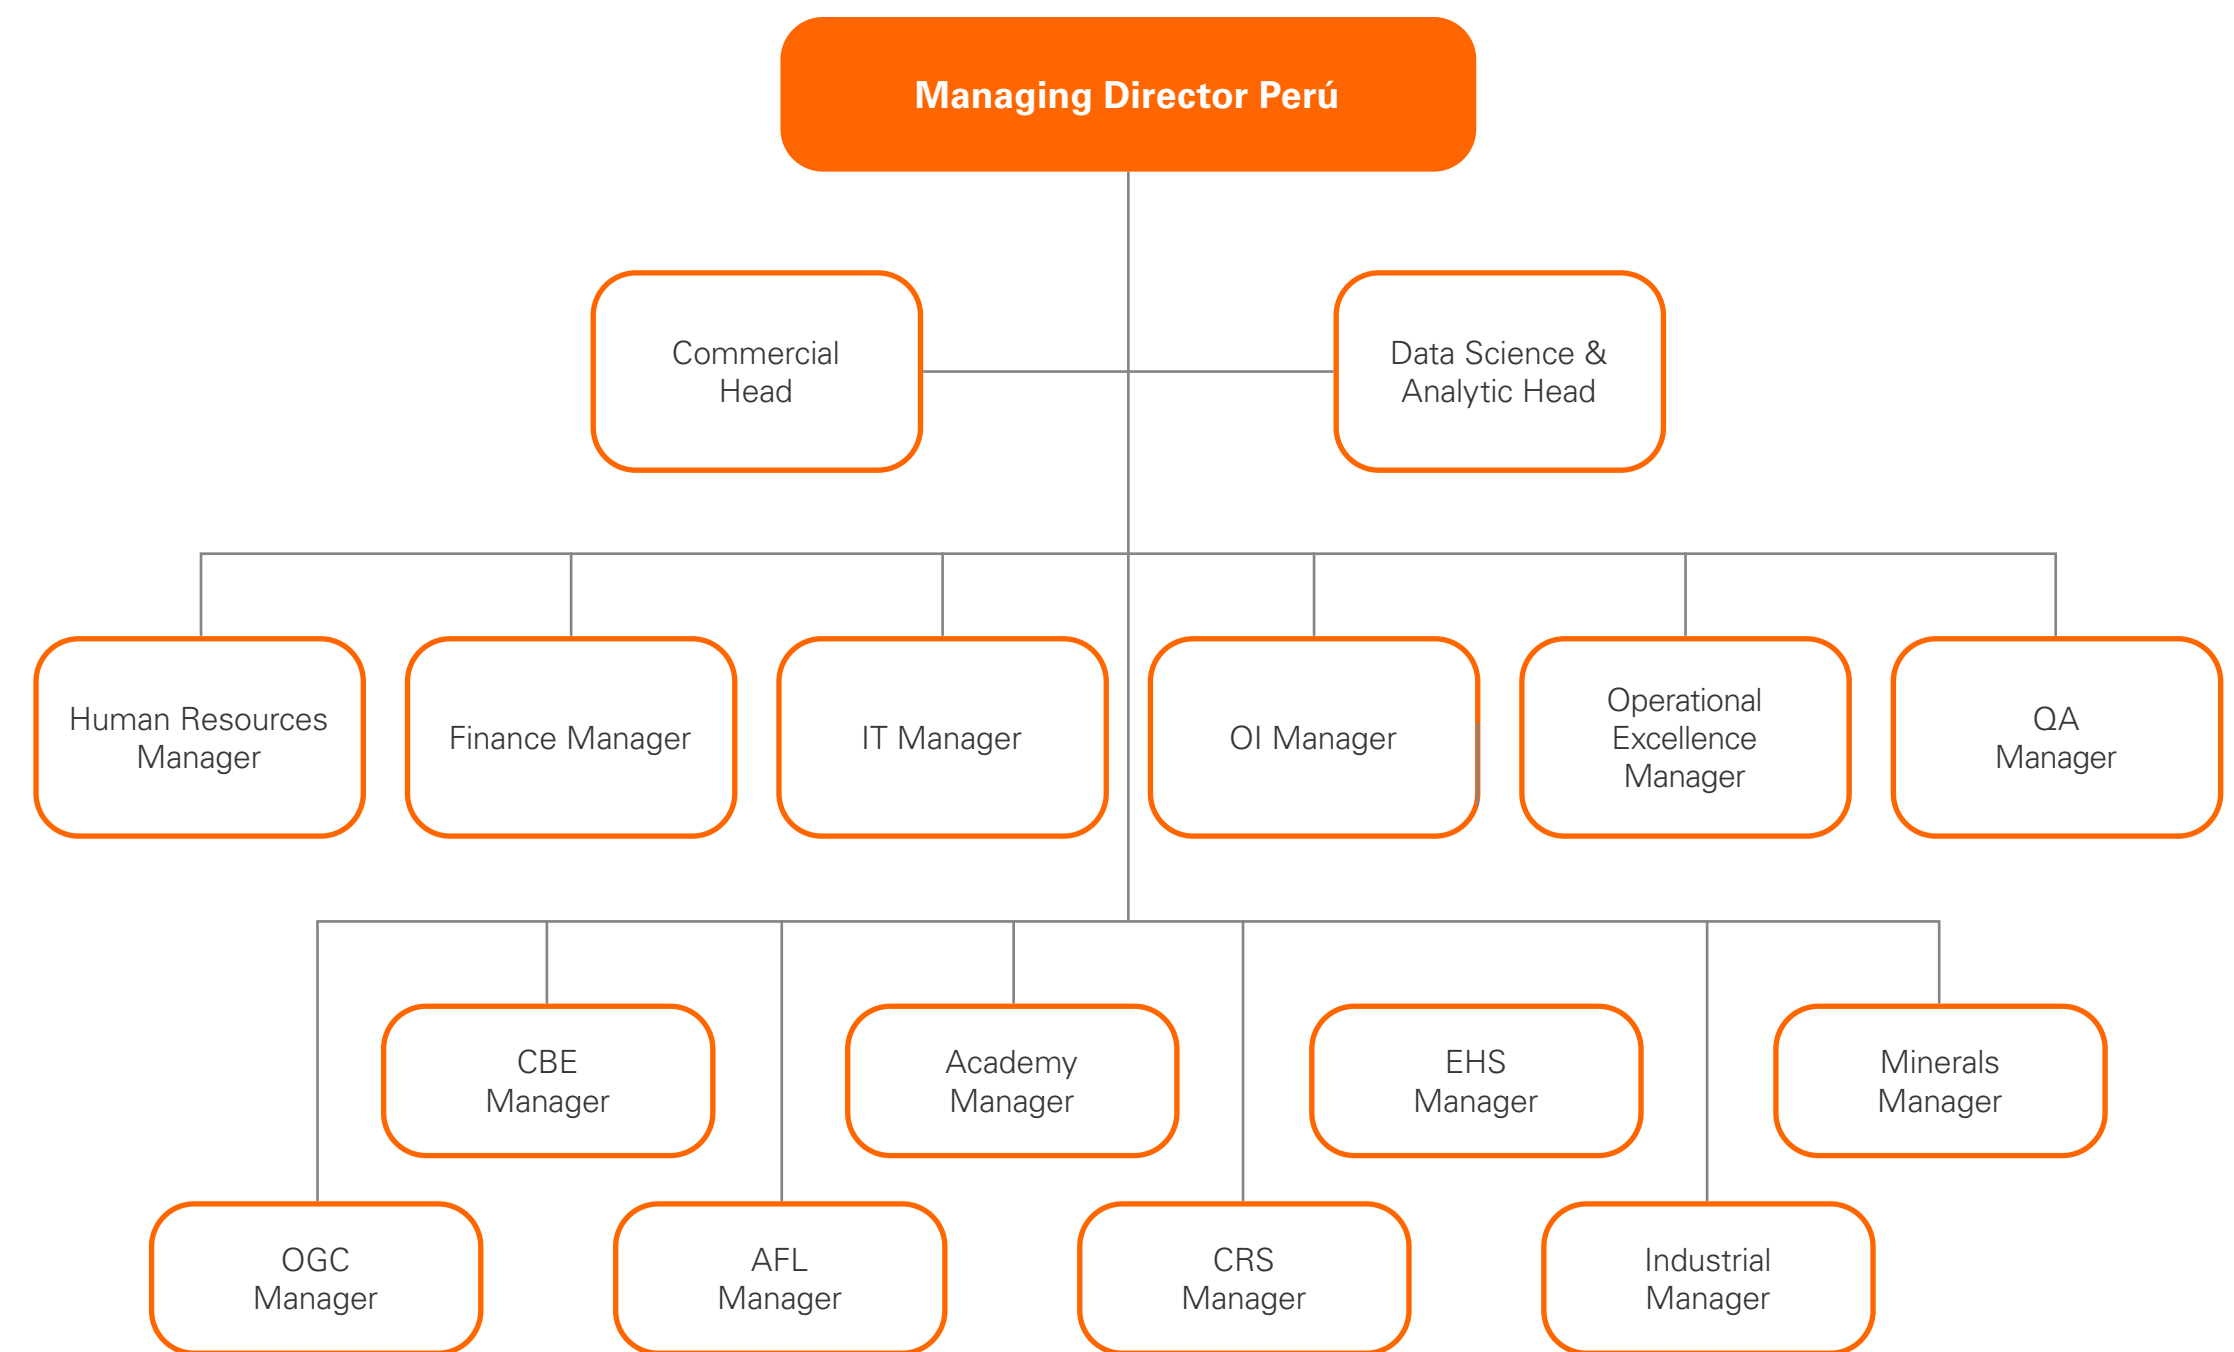 Managing Director Perú
Commercial
Head
Data Science &
Analytic Head
Human Resources
Manager
Finance Manager
IT Manager
OI Manager
Operational
Excellence
Manager
QA
Manager
CBE
Manager
Academy
Manager
EHS
Manager
Minerals
Manager
OGC
Manager
AFL
Manager
CRS
Manager
Industrial
Manager